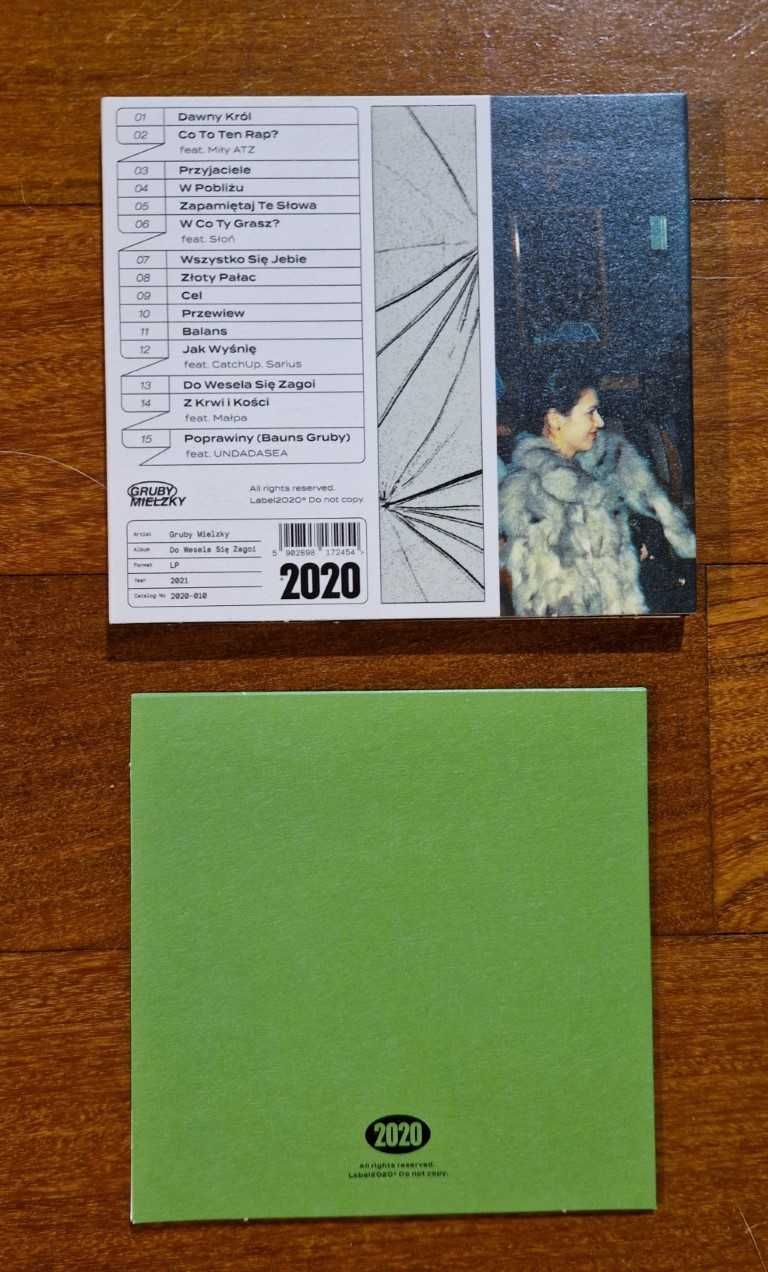 01 Dawny Król
02 Co To Ten Rap?
feat. Miły ATZ
03 Przyjaciele
04 W Pobliżu
05 Zapamiętaj Te Słowa
06 W Co Ty Grasz?
feat. Słoń
07 Wszystko Się Jebie
08 Złoty Pałac
09 Cel
10 Przewiew
11 Balans
12 Jak Wyśnię
feat. CatchUp, Sarius
13 Do Wesela Się Zagoi
14 Z Krwi i Kości
feat. Małpa
15 Poprawiny (Bauns Gruby)
feat. UNDADASEA
GRUBY
MIELZKY
All rights reserved.
Label2020® Do not copy.
Artist Gruby Mielzky
Album Do Wesela Się Zagoi
Format LP
Year 2021
Catalog No 2020-010
5 902898 172454 >
2020
2020
All rights reserved.
Label2020® Do not copy.